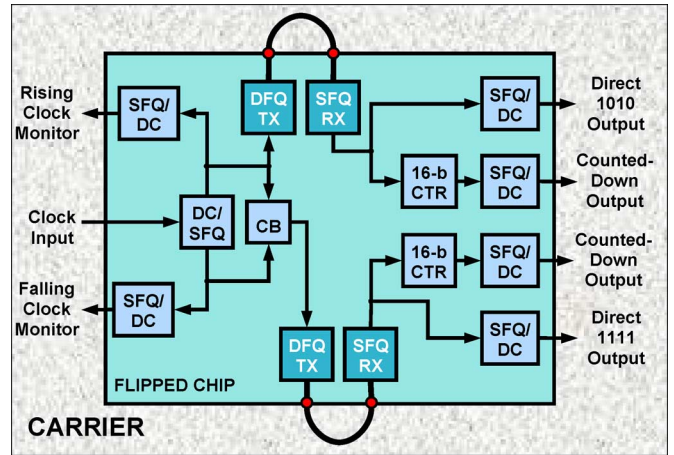 Rising
Clock
Monitor
SFQ/
DC
DFQ
TX
SFQ
RX
SFQ/
DC
Direct
1010
Output
16-b
CTR
SFQ/
DC
Counted-
Down
Output
Clock
Input
DC/
SFQ
CB
16-b
CTR
SFQ/
DC
Counted-
Down
Output
Falling
Clock
Monitor
SFQ/
DC
DFQ
TX
SFQ
RX
SFQ/
DC
Direct
1111
Output
FLIPPED CHIP
CARRIER